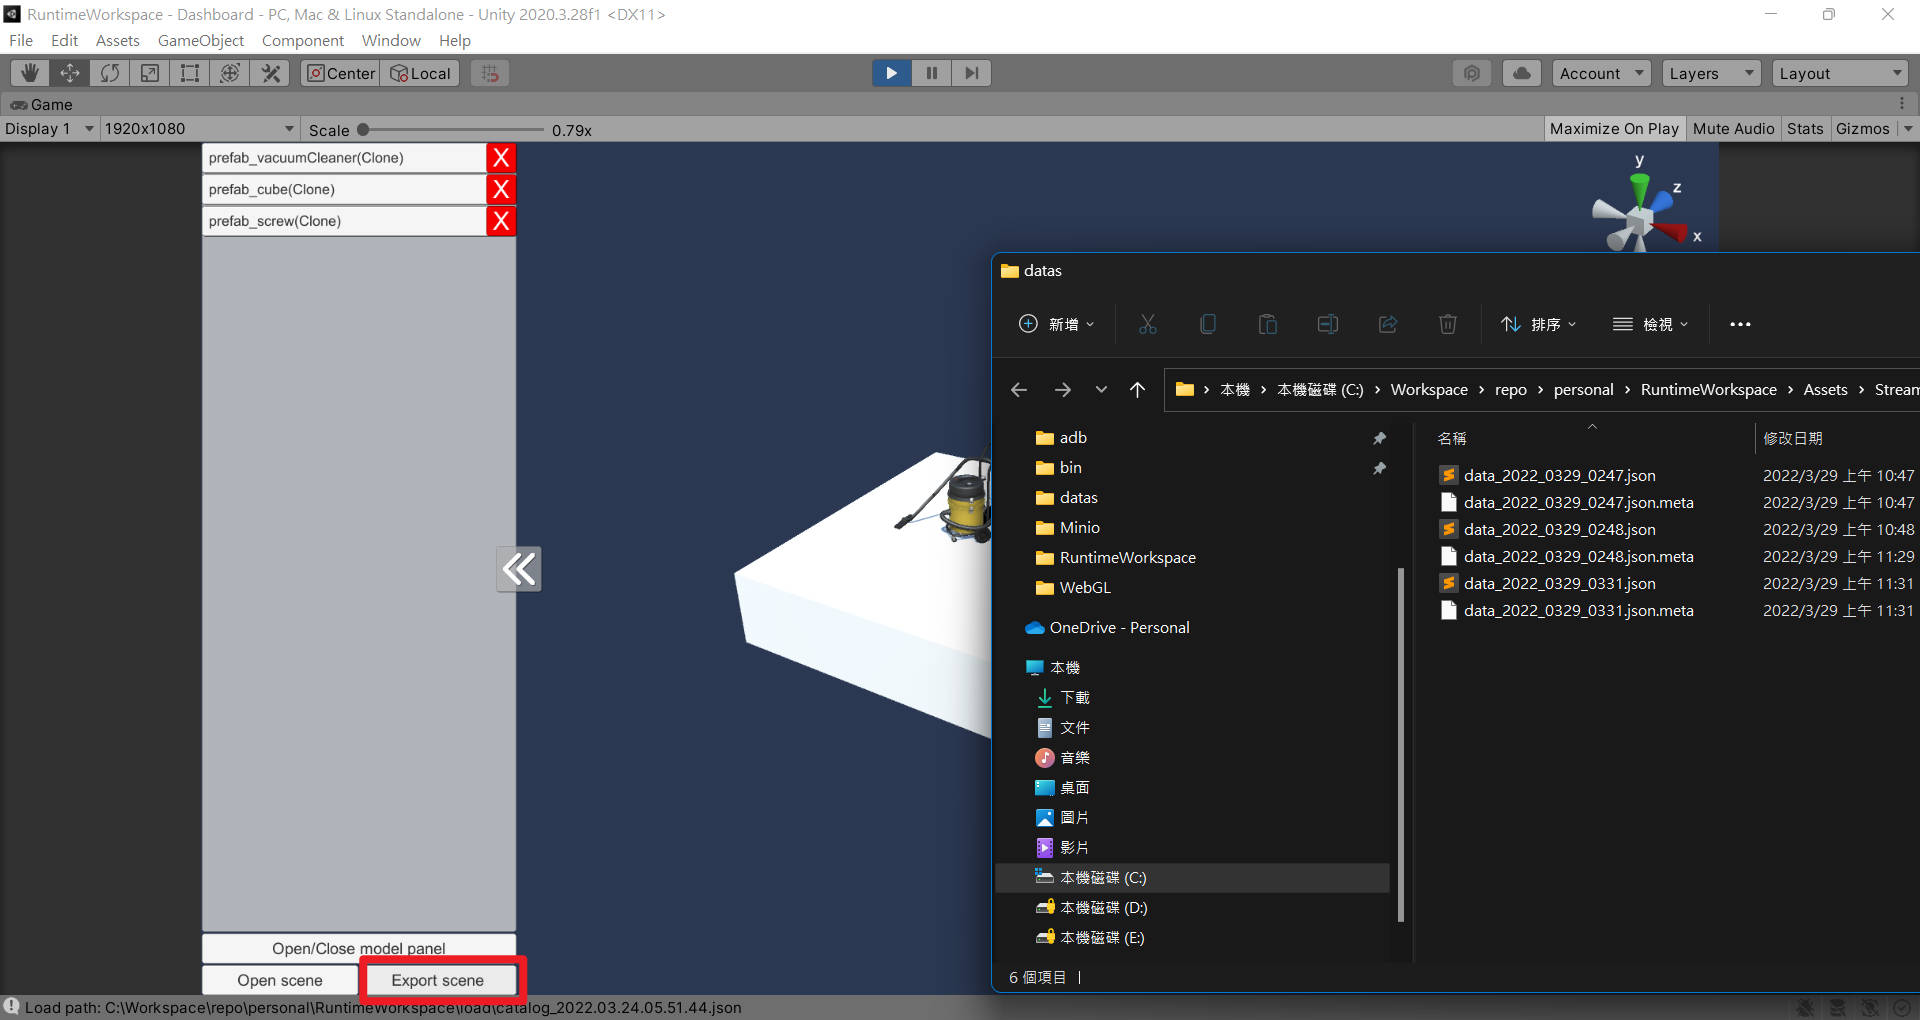 RuntimeWorkspace - Dashboard - PC, Mac & Linux Standalone - Unity 2020.3.28f1 <DX11>
File Edit Assets GameObject Component Window Help
Center Local Account Layers Layout
Game
Display 1 1920x1080 Scale 0.79x Maximize On Play Mute Audio Stats Gizmos
prefab_vacuumCleaner(Clone) X
prefab_cube(Clone) X
prefab_screw(Clone) X
y
z
x
datas
新增 排序 檢視
本機 › 本機磁碟 (C:) › Workspace › repo › personal › RuntimeWorkspace › Assets › Stream
adb
bin
datas
Minio
RuntimeWorkspace
WebGL
OneDrive - Personal
本機
下載
文件
音樂
桌面
圖片
影片
本機磁碟 (C:)
本機磁碟 (D:)
本機磁碟 (E:)
名稱 修改日期
data_2022_0329_0247.json 2022/3/29 上午 10:47
data_2022_0329_0247.json.meta 2022/3/29 上午 10:47
data_2022_0329_0248.json 2022/3/29 上午 10:48
data_2022_0329_0248.json.meta 2022/3/29 上午 11:29
data_2022_0329_0331.json 2022/3/29 上午 11:31
data_2022_0329_0331.json.meta 2022/3/29 上午 11:31
6 個項目
Open/Close model panel
Open scene Export scene
Load path: C:\Workspace\repo\personal\RuntimeWorkspace\load\catalog_2022.03.24.05.51.44.json